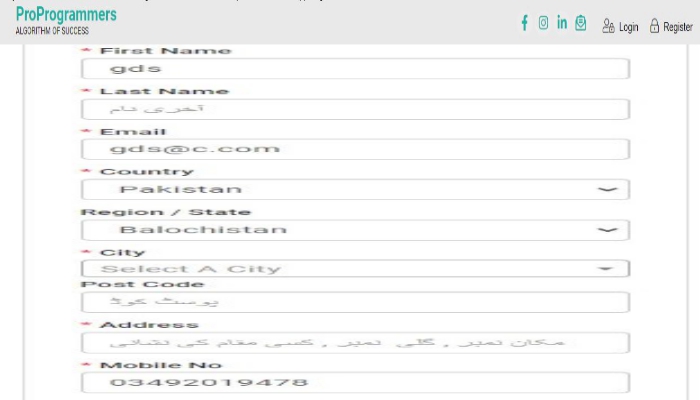 ProProgrammers
ALGORITHM OF SUCCESS
Login
Register
* First Name
gds
* Last Name
آخری نام
* Email
gds@c.com
* Country
Pakistan
Region / State
Balochistan
* City
Select A City
Post Code
پوسٹ کوڈ
* Address
مکان نمبر , گلی نمبر , کسی مقام کی نشانی
* Mobile No
03492019478